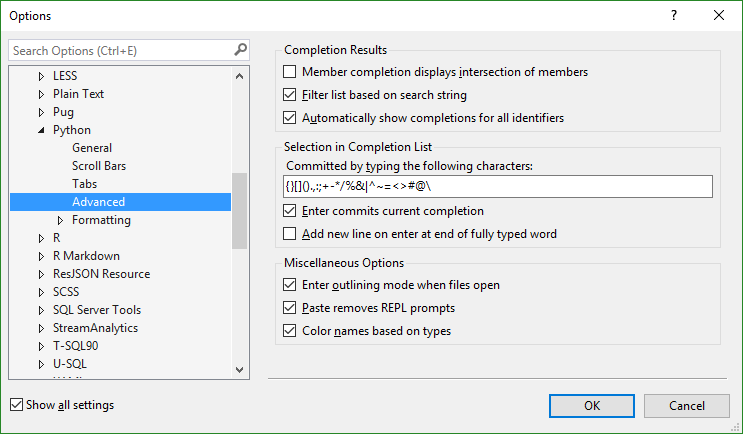 Options
Search Options (Ctrl+E)
LESS
Plain Text
Pug
Python
General
Scroll Bars
Tabs
Advanced
Formatting
R
R Markdown
ResJSON Resource
SCSS
SQL Server Tools
StreamAnalytics
T-SQL90
U-SQL
Show all settings
Completion Results
Member completion displays intersection of members
Filter list based on search string
Automatically show completions for all identifiers
Selection in Completion List
Committed by typing the following characters:
{}[]().,:;+-*/%&|^~=<>#@\
Enter commits current completion
Add new line on enter at end of fully typed word
Miscellaneous Options
Enter outlining mode when files open
Paste removes REPL prompts
Color names based on types
OK
Cancel